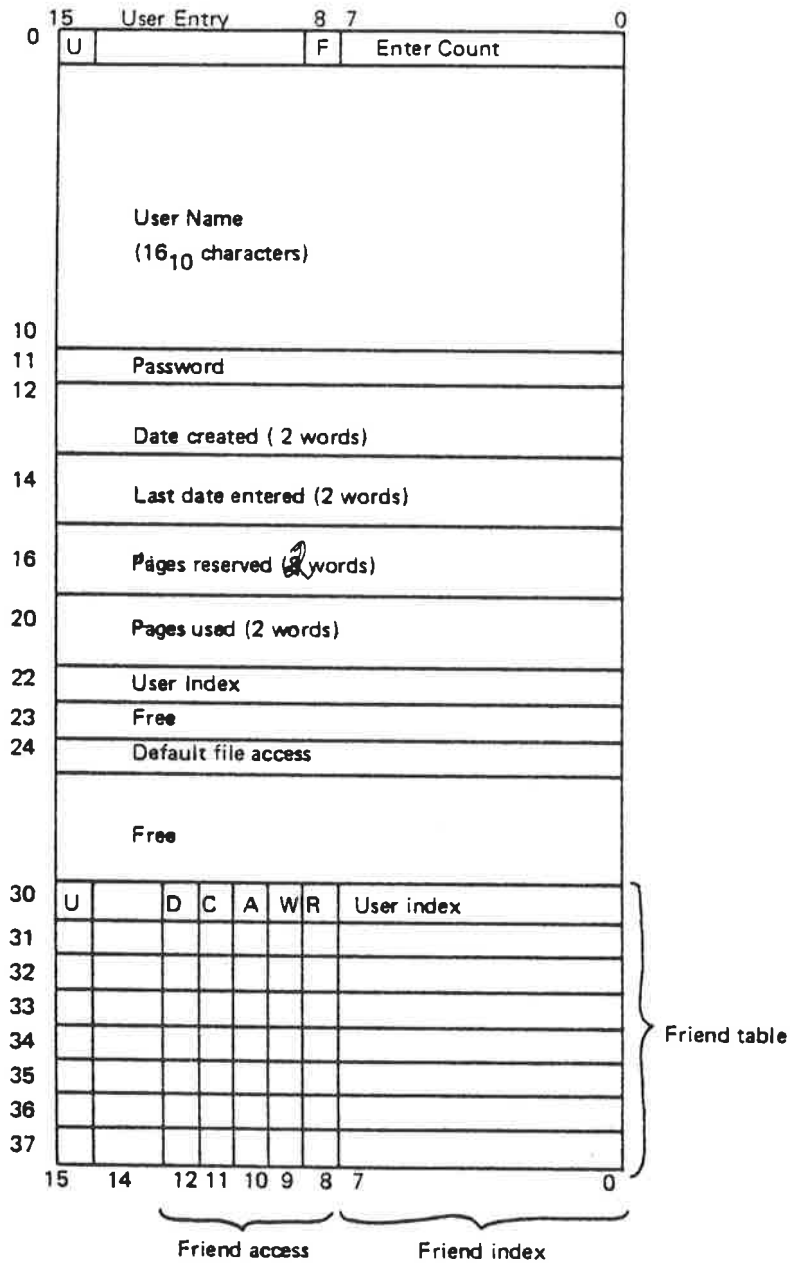 15 User Entry 8 7 0
0 U F Enter Count
User Name
(16₁₀ characters)
10
11 Password
12
Date created ( 2 words)
14 Last date entered (2 words)
16 Pages reserved (2 words)
20 Pages used (2 words)
22 User Index
23 Free
24 Default file access
Free
30 U D C A W R User index
31
32
33
34 Friend table
35
36
37
15 14 12 11 10 9 8 7 0
Friend access Friend index